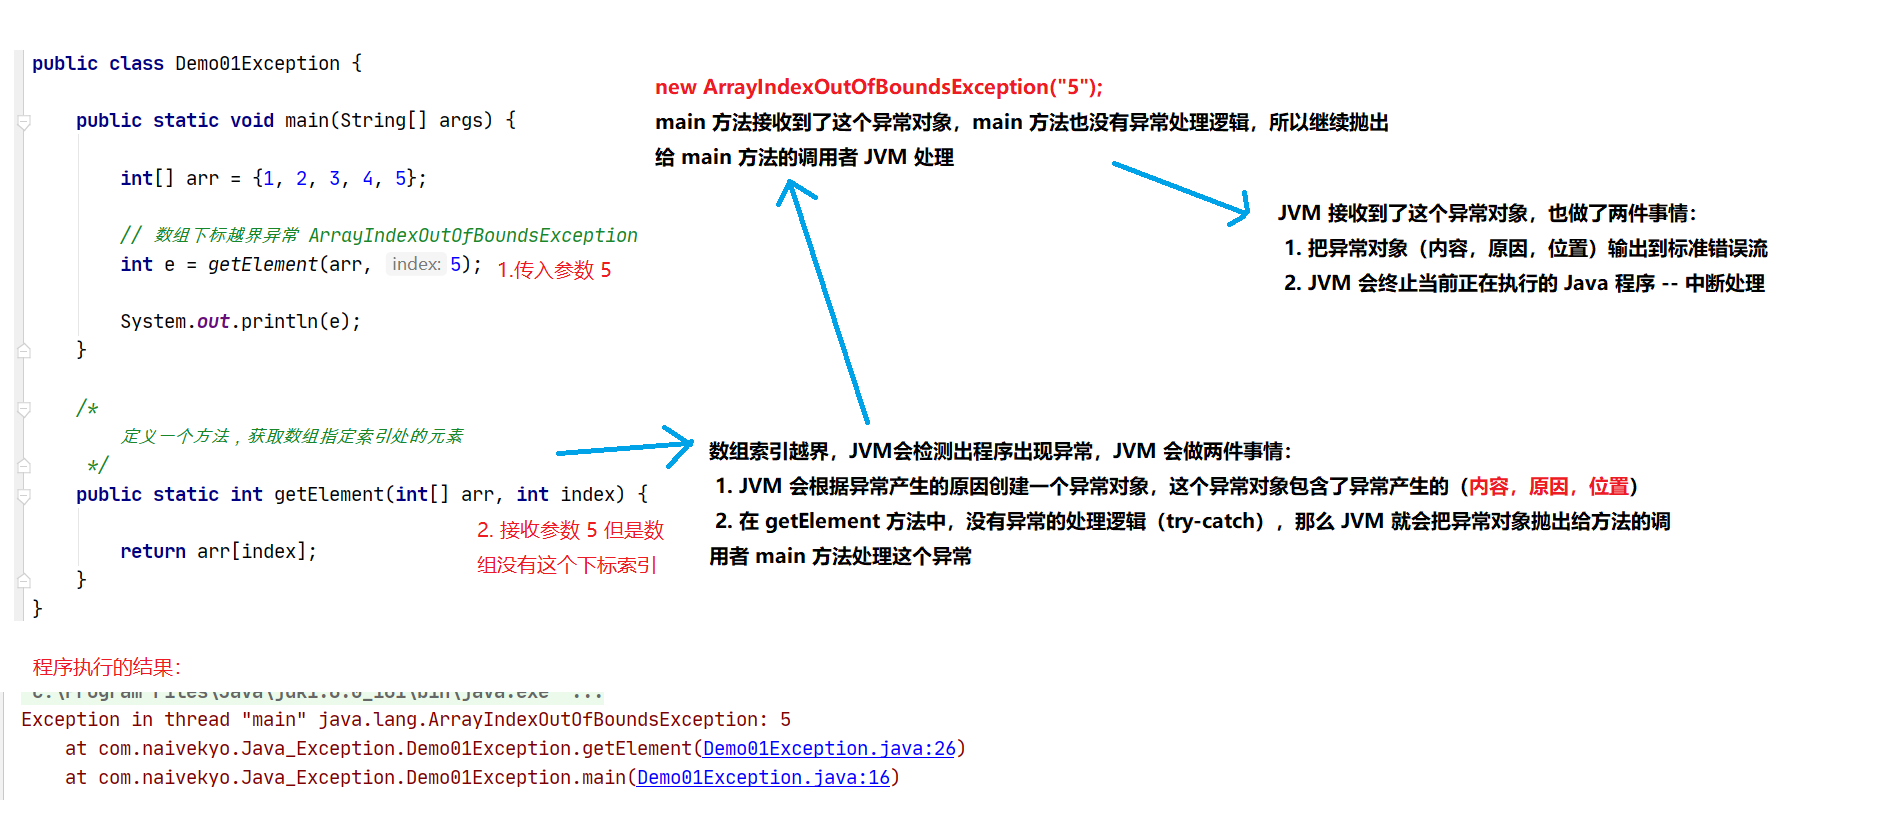 public class Demo01Exception {
public static void main(String[] args) {
int[] arr = {1, 2, 3, 4, 5};
// 数组下标越界异常 ArrayIndexOutOfBoundsException
int e = getElement(arr, index: 5); 1.传入参数 5
System.out.println(e);
}
/*
定义一个方法，获取数组指定索引处的元素
*/
public static int getElement(int[] arr, int index) {
return arr[index];
}
}
2. 接收参数 5 但是数
组没有这个下标索引
new ArrayIndexOutOfBoundsException("5");
main 方法接收到了这个异常对象，main 方法也没有异常处理逻辑，所以继续抛出
给 main 方法的调用者 JVM 处理
JVM 接收到了这个异常对象，也做了两件事情：
1. 把异常对象（内容，原因，位置）输出到标准错误流
2. JVM 会终止当前正在执行的 Java 程序 -- 中断处理
数组索引越界，JVM会检测出程序出现异常，JVM 会做两件事情：
1. JVM 会根据异常产生的原因创建一个异常对象，这个异常对象包含了异常产生的（内容，原因，位置）
2. 在 getElement 方法中，没有异常的处理逻辑（try-catch），那么 JVM 就会把异常对象抛出给方法的调
用者 main 方法处理这个异常
程序执行的结果：
Exception in thread "main" java.lang.ArrayIndexOutOfBoundsException: 5
at com.naivekyo.Java_Exception.Demo01Exception.getElement(Demo01Exception.java:26)
at com.naivekyo.Java_Exception.Demo01Exception.main(Demo01Exception.java:16)